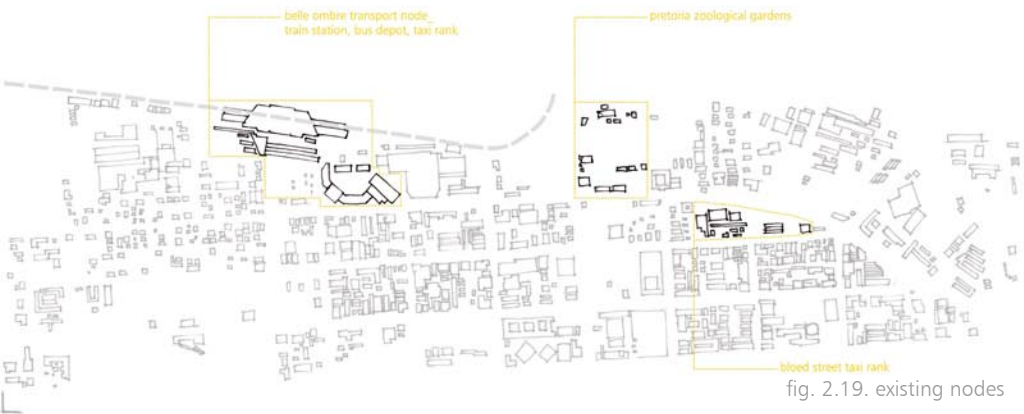 belle ombre transport node_
train station, bus depot, taxi rank
pretoria zoological gardens
bloed street taxi rank
fig. 2.19. existing nodes